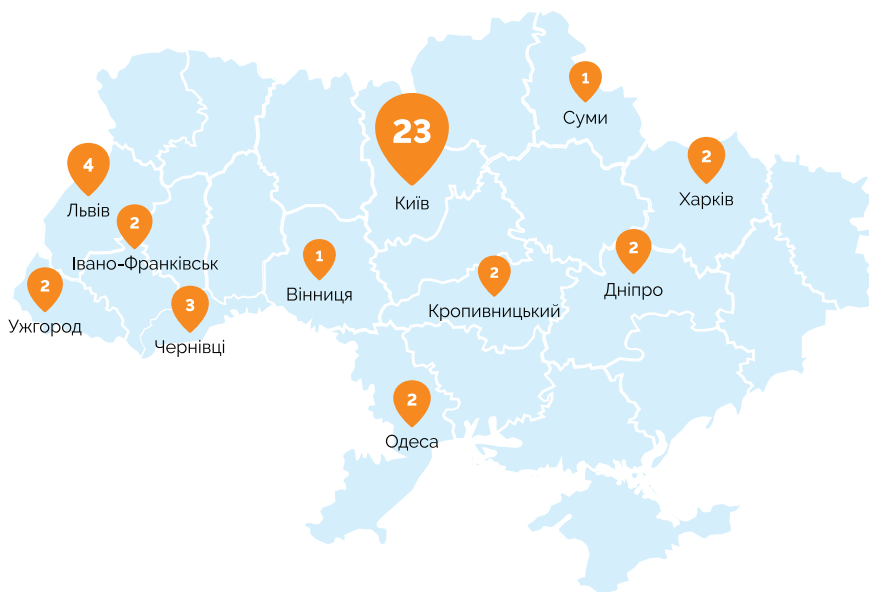 1
Суми
23
Київ
2
Харків
4
Львів
2
Івано-Франківськ
2
Дніпро
1
Вінниця
2
Кропивницький
2
Ужгород
3
Чернівці
2
Одеса